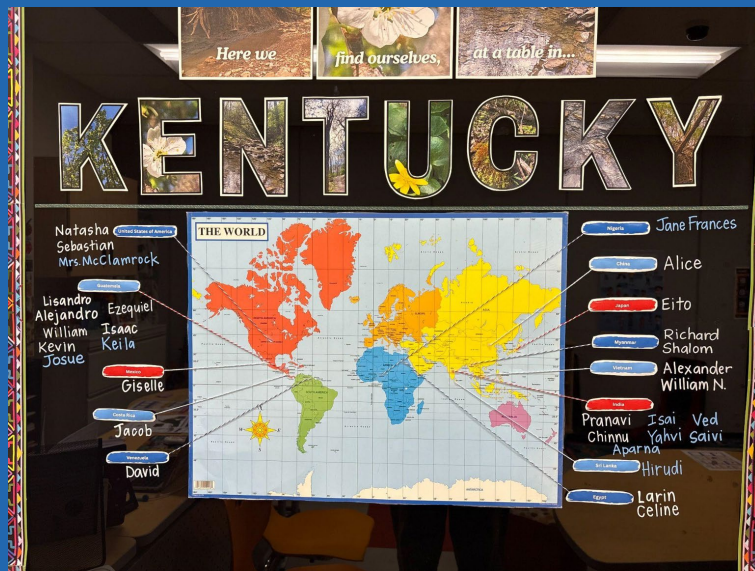 Here we
find ourselves,
at a table in...
KENTUCKY
THE WORLD
United States of America
Natasha
Sebastian
Mrs. McClamrock
Guatemala
Lisandro
Alejandro
Ezequiel
William
Isaac
Kevin
Keila
Josue
Mexico
Giselle
Costa Rica
Jacob
Venezuela
David
Nigeria
Jane Frances
China
Alice
Japan
Eito
Myanmar
Richard
Shalom
Vietnam
Alexander
William N.
India
Pranavi Isai Ved
Chinnu Yahvi Saivi
Aparna
Sri Lanka
Hirudi
Egypt
Larin
Celine